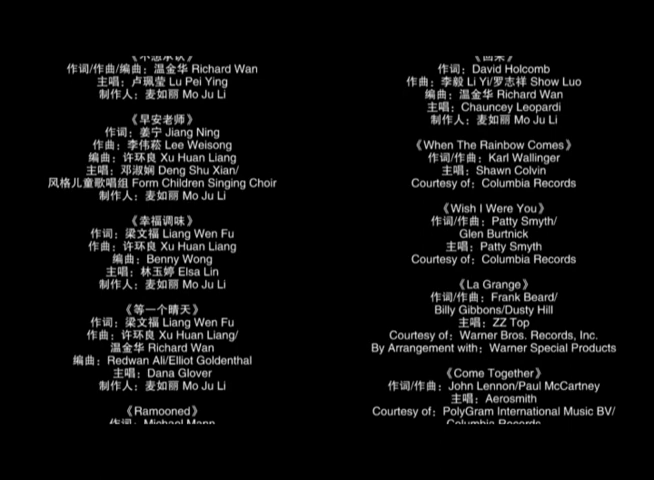 作词/作曲/编曲：温金华 Richard Wan
主唱：卢珮莹 Lu Pei Ying
制作人：麦如丽 Mo Ju Li
《早安老师》
作词：姜宁 Jiang Ning
作曲：李伟菘 Lee Weisong
编曲：许环良 Xu Huan Liang
主唱：邓淑娴 Deng Shu Xian/
风格儿童歌唱组 Form Children Singing Choir
制作人：麦如丽 Mo Ju Li
《幸福调味》
作词：梁文福 Liang Wen Fu
作曲：许环良 Xu Huan Liang
编曲：Benny Wong
主唱：林玉婷 Elsa Lin
制作人：麦如丽 Mo Ju Li
《等一个晴天》
作词：梁文福 Liang Wen Fu
作曲：许环良 Xu Huan Liang/
温金华 Richard Wan
编曲：Redwan Ali/Elliot Goldenthal
主唱：Dana Glover
制作人：麦如丽 Mo Ju Li
《Ramooned》
作词：Michael Mann
作词：David Holcomb
作曲：李毅 Li Yi/罗志祥 Show Luo
编曲：温金华 Richard Wan
主唱：Chauncey Leopardi
制作人：麦如丽 Mo Ju Li
《When The Rainbow Comes》
作词/作曲：Karl Wallinger
主唱：Shawn Colvin
Courtesy of：Columbia Records
《Wish I Were You》
作词/作曲：Patty Smyth/
Glen Burtnick
主唱：Patty Smyth
Courtesy of：Columbia Records
《La Grange》
作词/作曲：Frank Beard/
Billy Gibbons/Dusty Hill
主唱：ZZ Top
Courtesy of：Warner Bros. Records, Inc.
By Arrangement with：Warner Special Products
《Come Together》
作词/作曲：John Lennon/Paul McCartney
主唱：Aerosmith
Courtesy of：PolyGram International Music BV/
Columbia Records